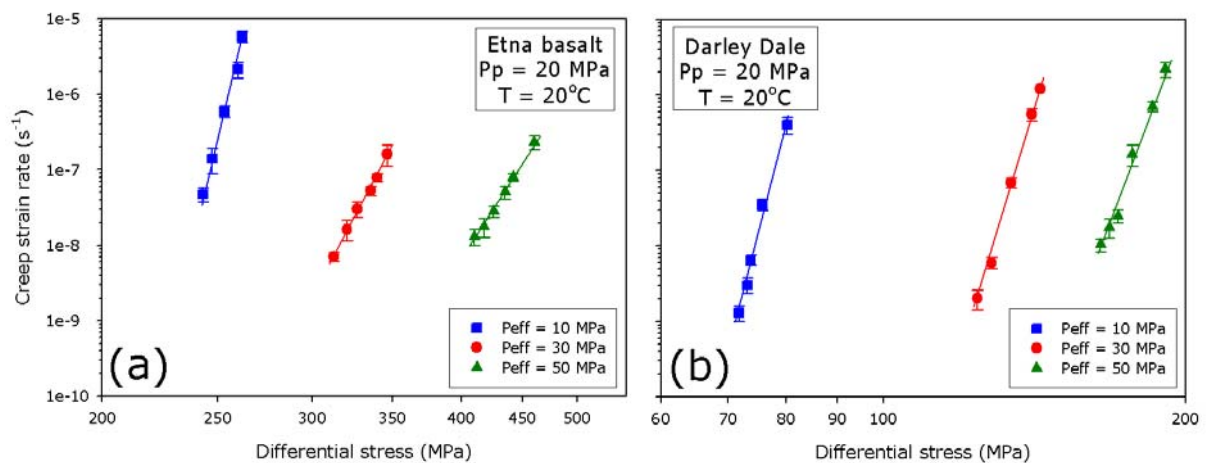 1e-5
1e-6
1e-7
1e-8
1e-9
1e-10
Creep strain rate (s⁻¹)
Etna basalt
Pp = 20 MPa
T = 20°C
Peff = 10 MPa
Peff = 30 MPa
Peff = 50 MPa
(a)
200 250 300 350 400 450 500
Differential stress (MPa)
Darley Dale
Pp = 20 MPa
T = 20°C
Peff = 10 MPa
Peff = 30 MPa
Peff = 50 MPa
(b)
60 70 80 90 100 200
Differential stress (MPa)